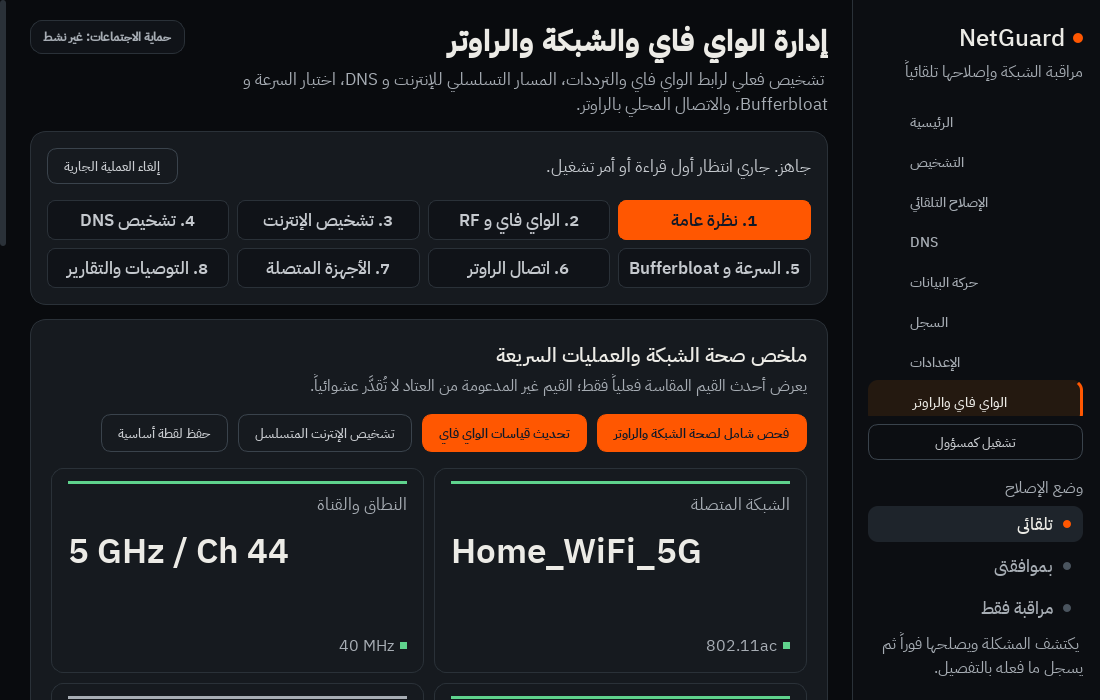 NetGuard
مراقبة الشبكة وإصلاحها تلقائياً
الرئيسية
التشخيص
الإصلاح التلقائي
DNS
حركة البيانات
السجل
الإعدادات
الواي فاي والراوتر
تشغيل كمسؤول
وضع الإصلاح
تلقائي
بموافقتي
مراقبة فقط
يكتشف المشكلة ويصلحها فوراً ثم
يسجل ما فعله بالتفصيل.
إدارة الواي فاي والشبكة والراوتر
حماية الاجتماعات: غير نشط
تشخيص فعلي لرابط الواي فاي والترددات، المسار التسلسلي للإنترنت و DNS، اختبار السرعة و
Bufferbloat، والاتصال المحلي بالراوتر.
جاهز. جاري انتظار أول قراءة أو أمر تشغيل.
إلغاء العملية الجارية
1. نظرة عامة
2. الواي فاي و RF
3. تشخيص الإنترنت
4. تشخيص DNS
5. السرعة و Bufferbloat
6. اتصال الراوتر
7. الأجهزة المتصلة
8. التوصيات والتقارير
ملخص صحة الشبكة والعمليات السريعة
يعرض أحدث القيم المقاسة فعلياً فقط؛ القيم غير المدعومة من العتاد لا تُقدَّر عشوائياً.
فحص شامل لصحة الشبكة والراوتر
تحديث قياسات الواي فاي
تشخيص الإنترنت المتسلسل
حفظ لقطة أساسية
الشبكة المتصلة
Home_WiFi_5G
802.11ac
النطاق والقناة
5 GHz / Ch 44
40 MHz